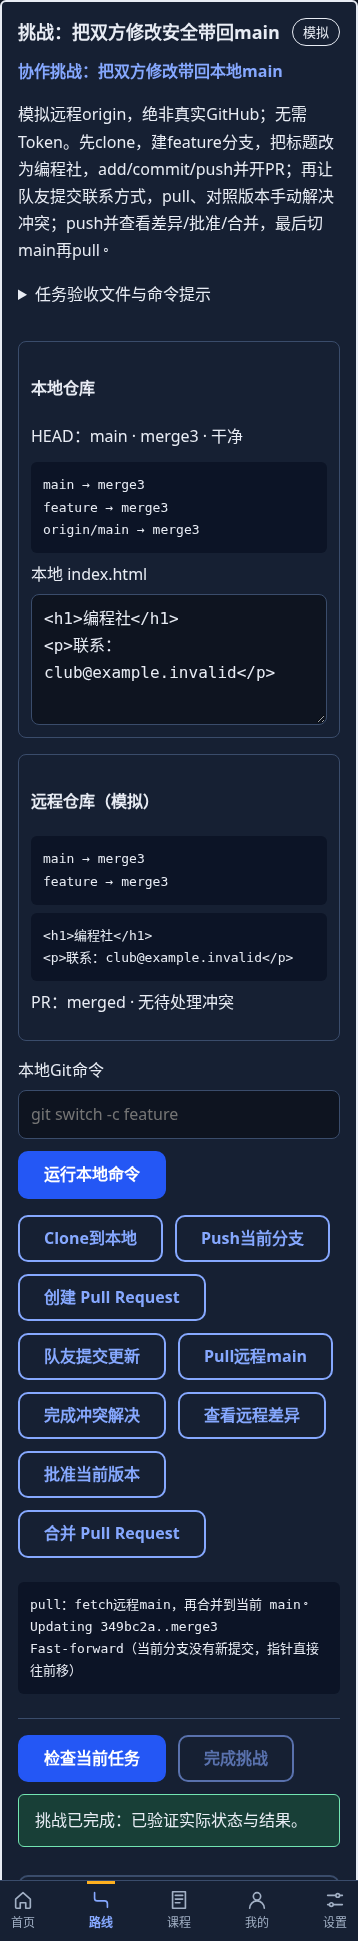 挑战：把双方修改安全带回main
模拟
协作挑战：把双方修改带回本地main
模拟远程origin，绝非真实GitHub；无需
Token。先clone，建feature分支，把标题改
为编程社，add/commit/push并开PR；再让
队友提交联系方式，pull、对照版本手动解决
冲突；push并查看差异/批准/合并，最后切
main再pull。
▶ 任务验收文件与命令提示
本地仓库
HEAD：main · merge3 · 干净
main → merge3
feature → merge3
origin/main → merge3
本地 index.html
<h1>编程社</h1>
<p>联系：
club@example.invalid</p>
远程仓库（模拟）
main → merge3
feature → merge3
<h1>编程社</h1>
<p>联系：club@example.invalid</p>
PR：merged · 无待处理冲突
本地Git命令
git switch -c feature
运行本地命令
Clone到本地
Push当前分支
创建 Pull Request
队友提交更新
Pull远程main
完成冲突解决
查看远程差异
批准当前版本
合并 Pull Request
pull：fetch远程main，再合并到当前 main。
Updating 349bc2a..merge3
Fast-forward（当前分支没有新提交，指针直接
往前移）
检查当前任务
完成挑战
挑战已完成：已验证实际状态与结果。
首页
路线
课程
我的
设置